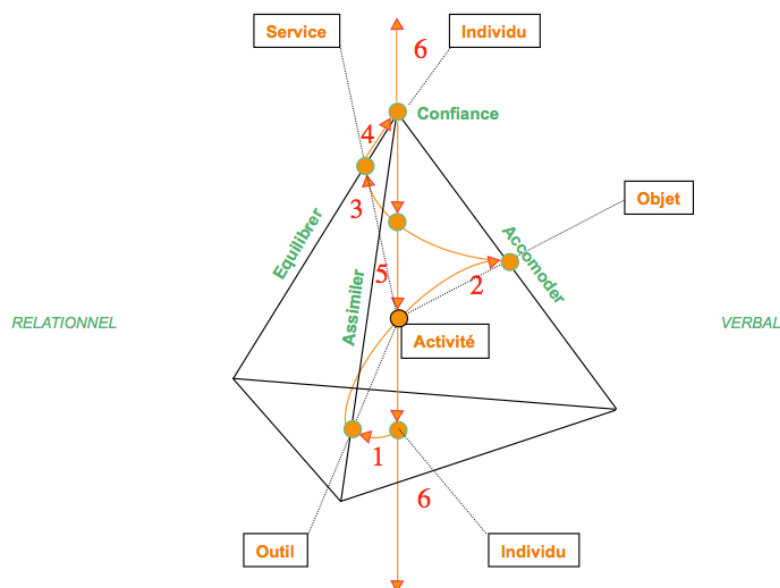 Service
Individu
6
Confiance
4
Objet
3
Equilibrer
Accomoder
5
2
Assimiler
RELATIONNEL
VERBAL
Activité
1
6
Outil
Individu